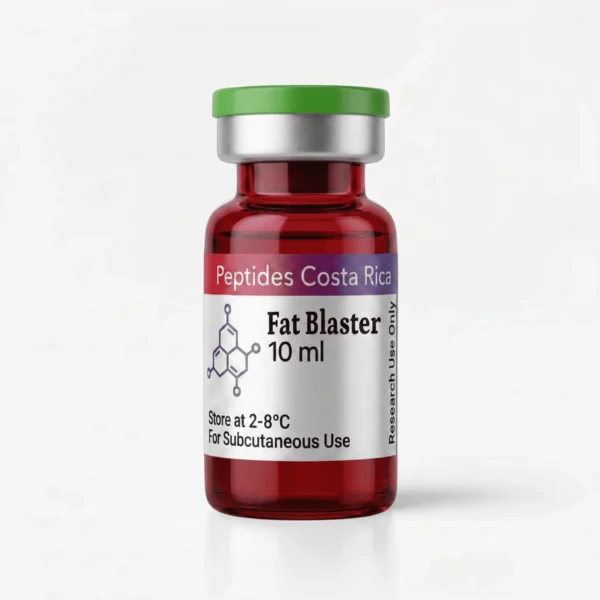 Peptides Costa Rica
Fat Blaster
10 ml
Store at 2-8°C
For Subcutaneous Use
Research Use Only